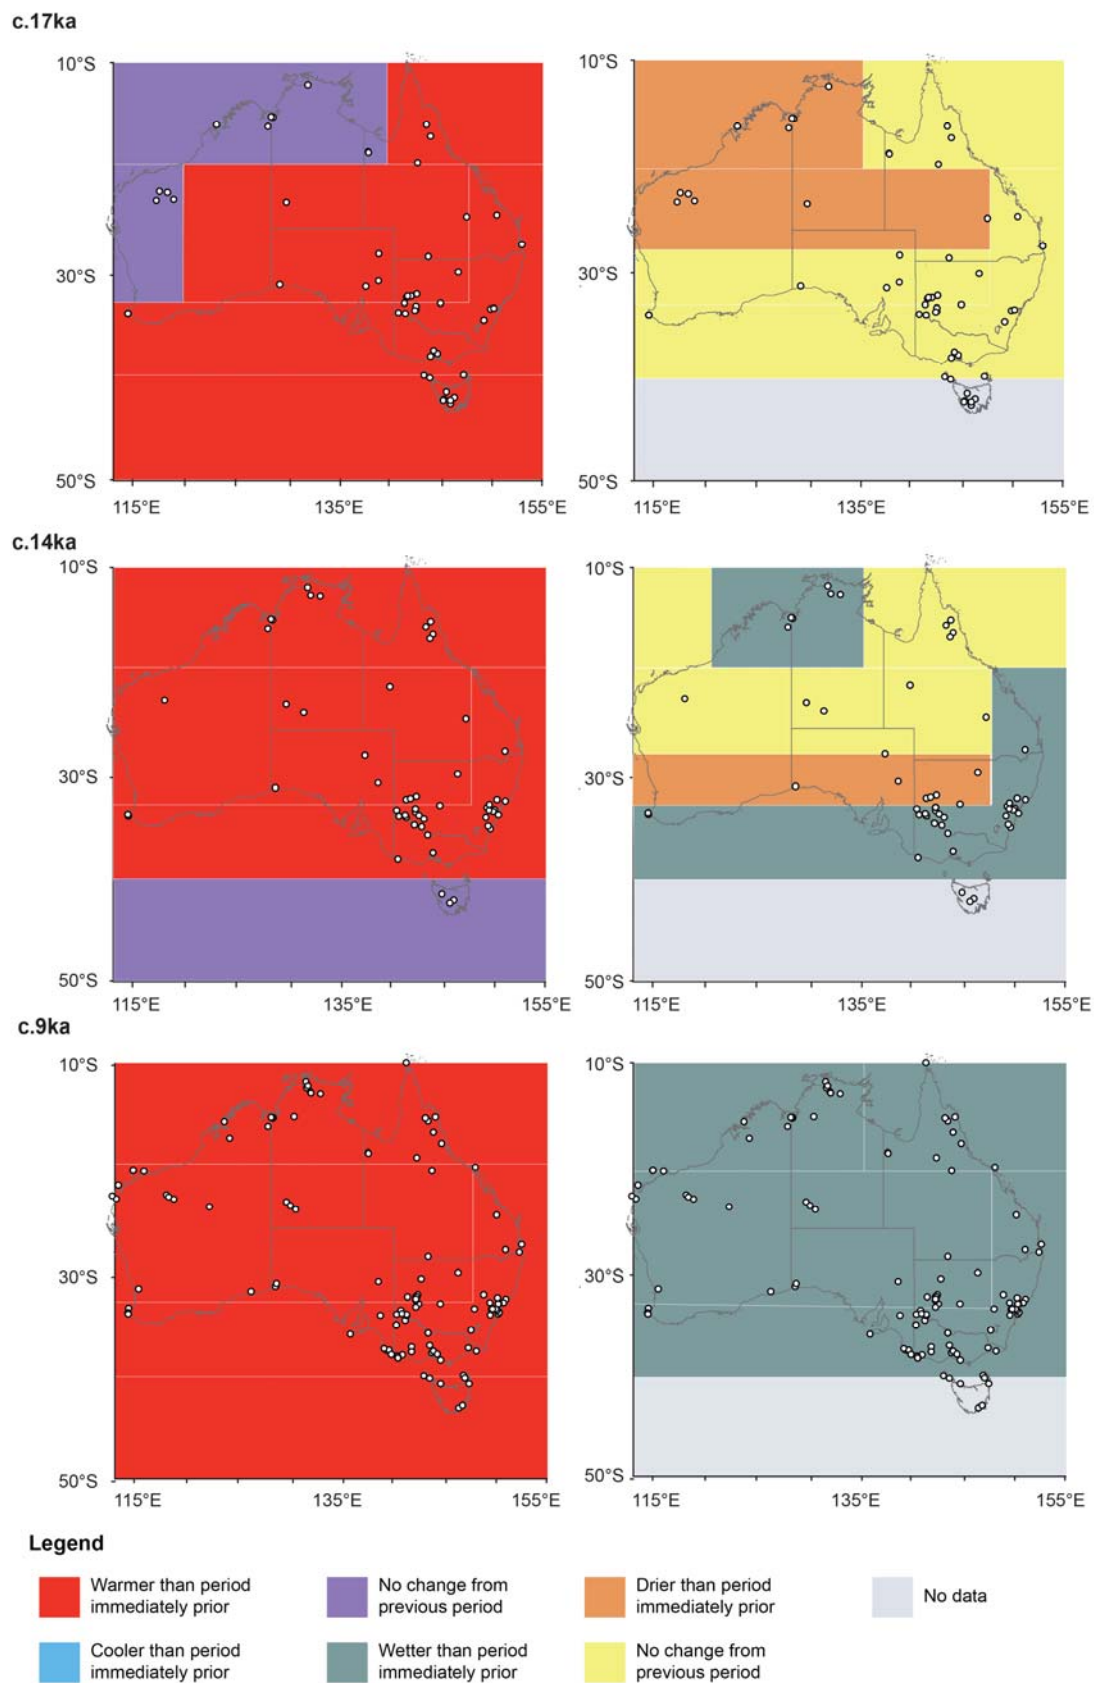 c.17ka
10°S
30°S
50°S
115°E 135°E 155°E
10°S
30°S
50°S
115°E 135°E 155°E
c.14ka
10°S
30°S
50°S
115°E 135°E 155°E
10°S
30°S
50°S
115°E 135°E 155°E
c.9ka
10°S
30°S
50°S
115°E 135°E 155°E
10°S
30°S
50°S
115°E 135°E 155°E
Legend
Warmer than period
immediately prior
No change from
previous period
Drier than period
immediately prior
No data
Cooler than period
immediately prior
Wetter than period
immediately prior
No change from
previous period